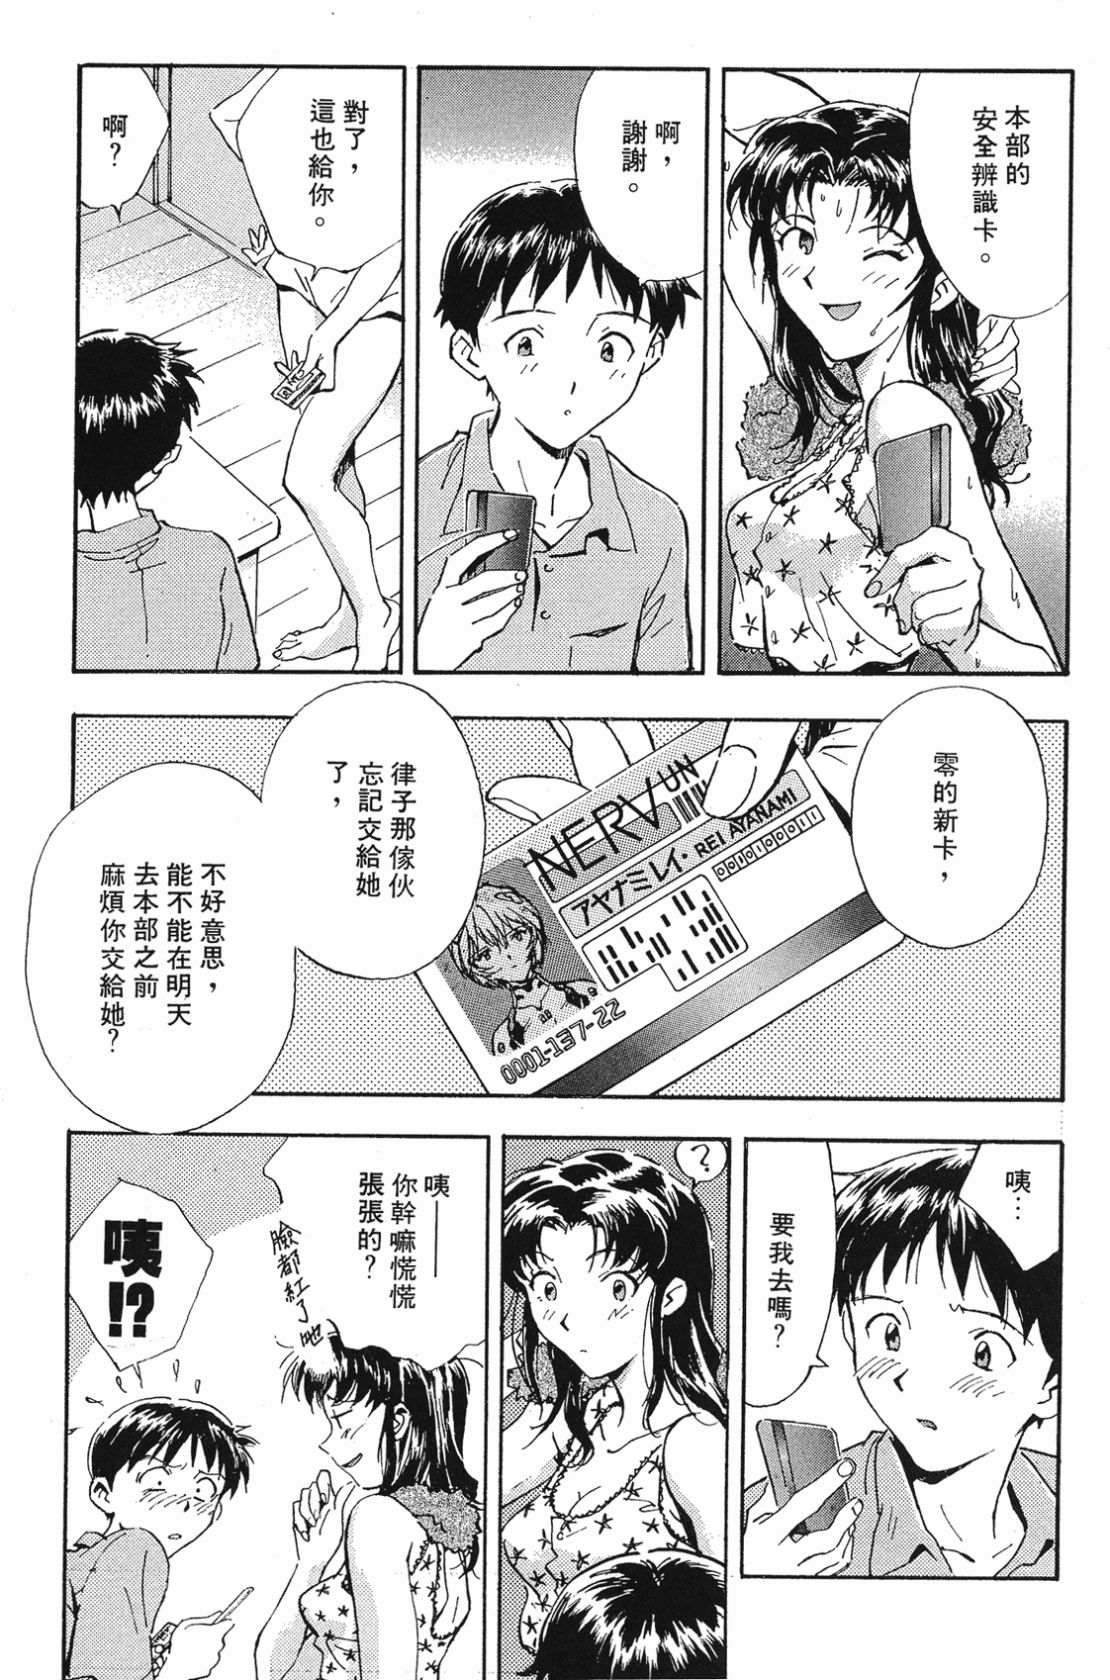 本部的
安全辨識卡。
啊，
謝謝。
對了，
這也給你。
啊？
零的新卡，
律子那傢伙
忘記交給她
了，
不好意思，
能不能在明天
去本部之前
麻煩你交給她？
NERV UN
アヤナミ レイ・REI AYANAMI
0001-137-22
咦…
要我去嗎？
？
咦——
你幹嘛慌慌
張張的？
臉都紅了吔
咦!?